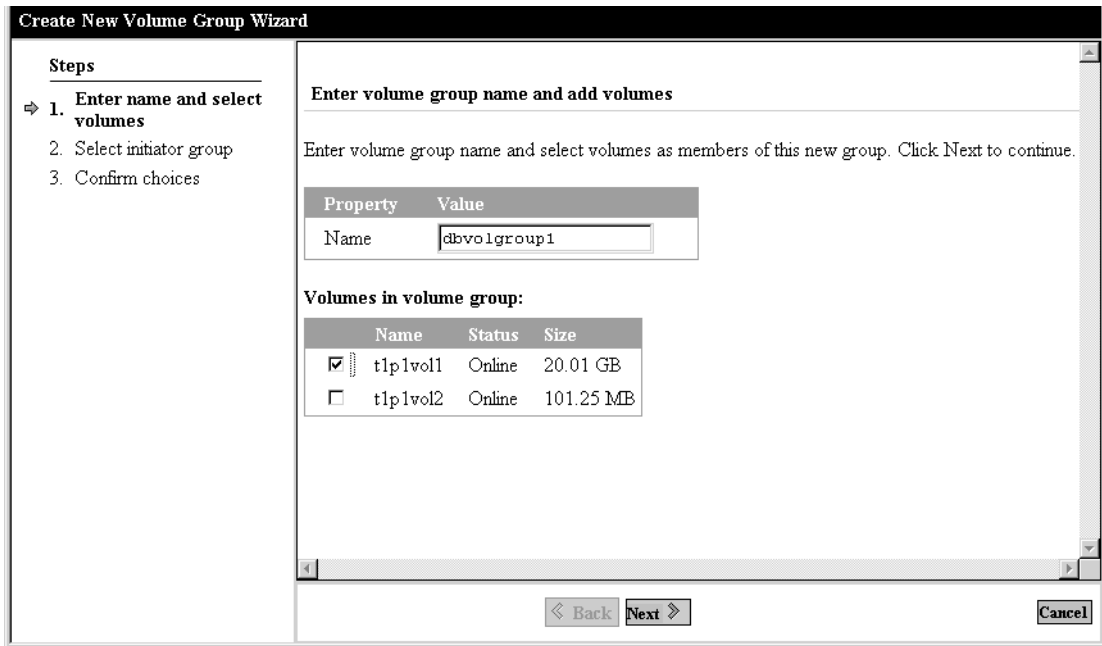 Create New Volume Group Wizard
Steps
1. Enter name and select
volumes
2. Select initiator group
3. Confirm choices
Enter volume group name and add volumes
Enter volume group name and select volumes as members of this new group. Click Next to continue.
Property Value
Name dbvolgroup1
Volumes in volume group:
Name Status Size
t1p1vol1 Online 20.01 GB
t1p1vol2 Online 101.25 MB
Back Next Cancel